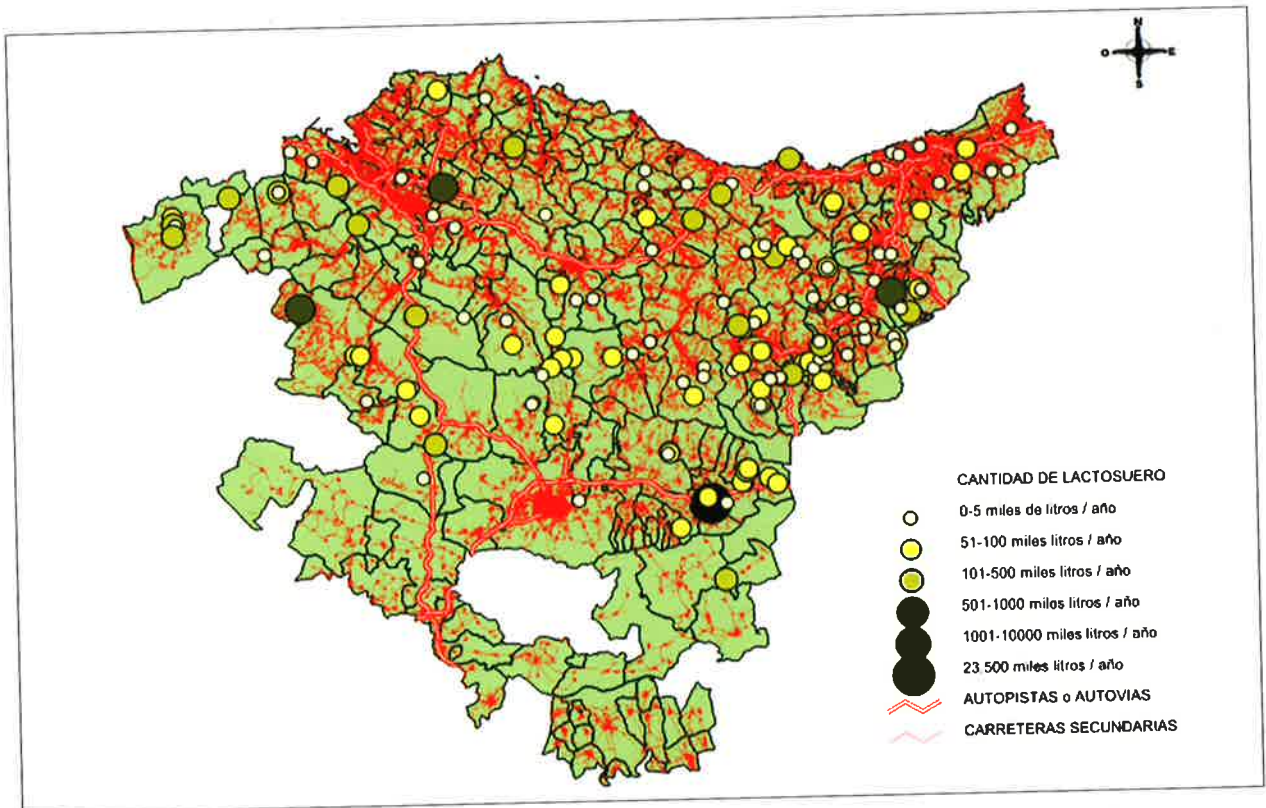 N
O E
S
CANTIDAD DE LACTOSUERO
0-5 miles de litros / año
51-100 miles litros / año
101-500 miles litros / año
501-1000 miles litros / año
1001-10000 miles litros / año
23.500 miles litros / año
AUTOPISTAS o AUTOVIAS
CARRETERAS SECUNDARIAS